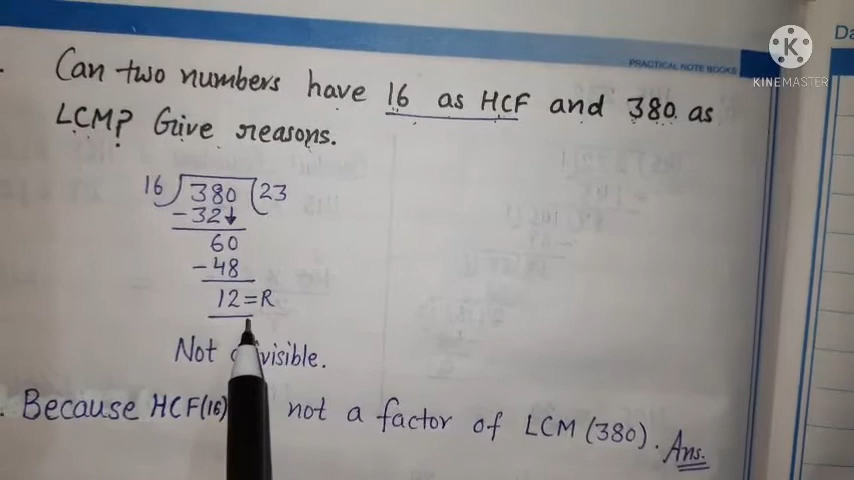 Da
PRACTICAL NOTE BOOKS
K
KINEMASTER
Can two numbers have 16 as HCF and 380 as
LCM? Give reasons.
16 ) 380 ( 23
-32↓
60
-48
12=R
Not visible.
Because HCF(16) not a factor of LCM (380). Ans.